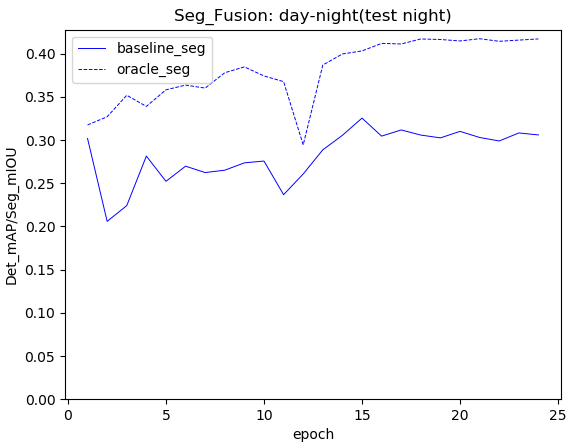 Seg_Fusion: day-night(test night)
baseline_seg
oracle_seg
Det_mAP/Seg_mIOU
0.40
0.35
0.30
0.25
0.20
0.15
0.10
0.05
0.00
0 5 10 15 20 25
epoch